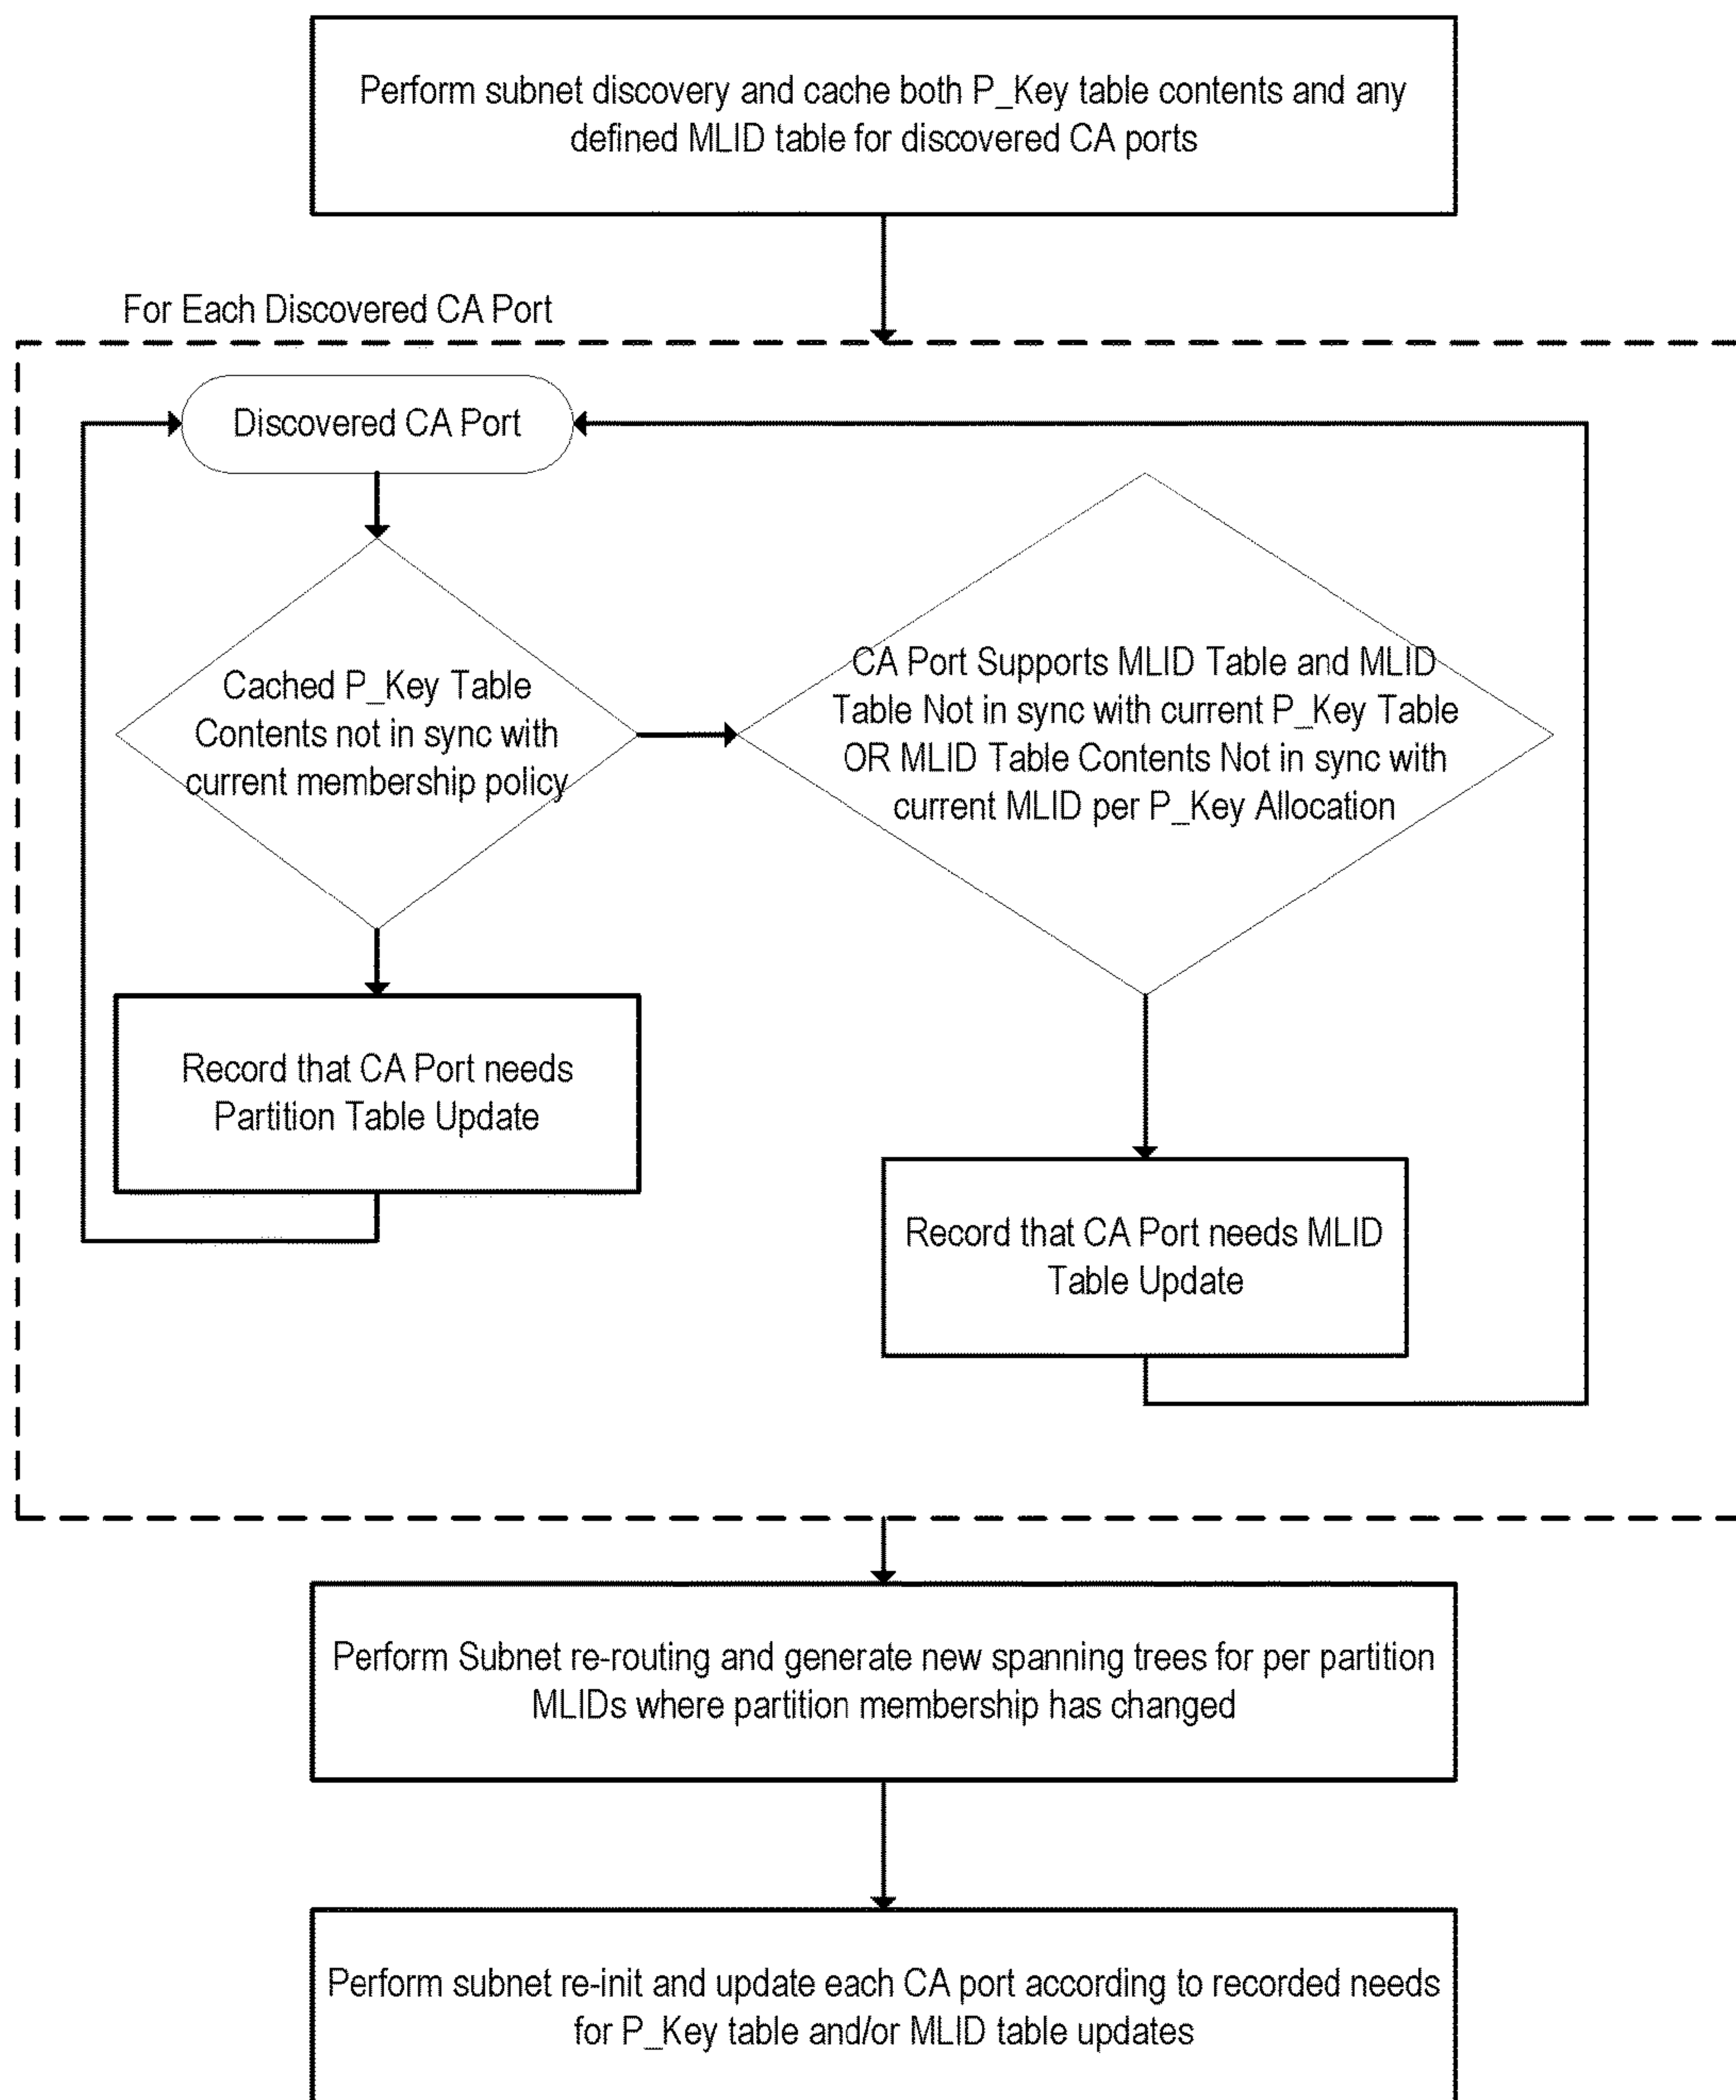 Perform subnet discovery and cache both P_Key table contents and any
defined MLID table for discovered CA ports
For Each Discovered CA Port
Discovered CA Port
Cached P_Key Table
Contents not in sync with
current membership policy
CA Port Supports MLID Table and MLID
Table Not in sync with current P_Key Table
OR MLID Table Contents Not in sync with
current MLID per P_Key Allocation
Record that CA Port needs
Partition Table Update
Record that CA Port needs MLID
Table Update
Perform Subnet re-routing and generate new spanning trees for per partition
MLIDs where partition membership has changed
Perform subnet re-init and update each CA port according to recorded needs
for P_Key table and/or MLID table updates